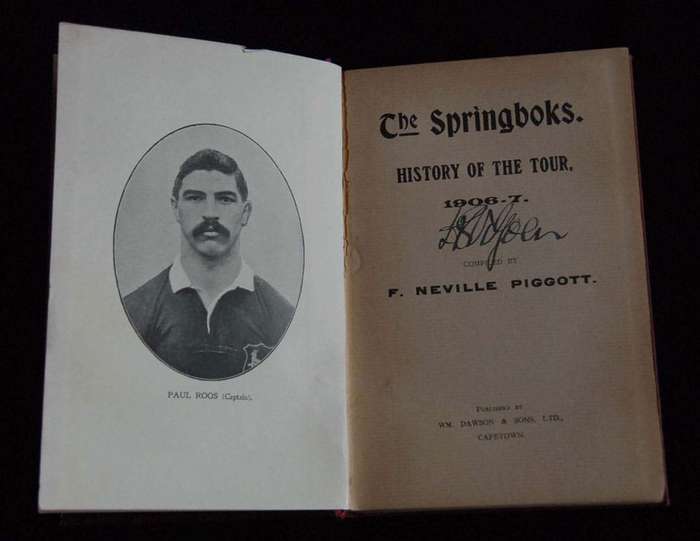 PAUL ROOS (Captain).
The Springboks.
HISTORY OF THE TOUR,
1906-7.
COMPILED BY
F. NEVILLE PIGGOTT.
PUBLISHED BY
WM. DAWSON & SONS, LTD.,
CAPETOWN.